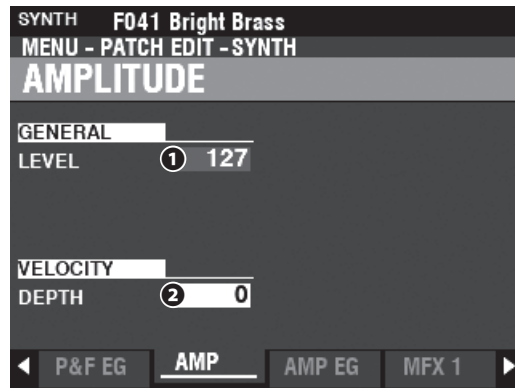 SYNTH F041 Bright Brass
MENU - PATCH EDIT - SYNTH
AMPLITUDE
GENERAL
LEVEL 1 127
VELOCITY
DEPTH 2 0
◀ P&F EG AMP AMP EG MFX 1 ▶